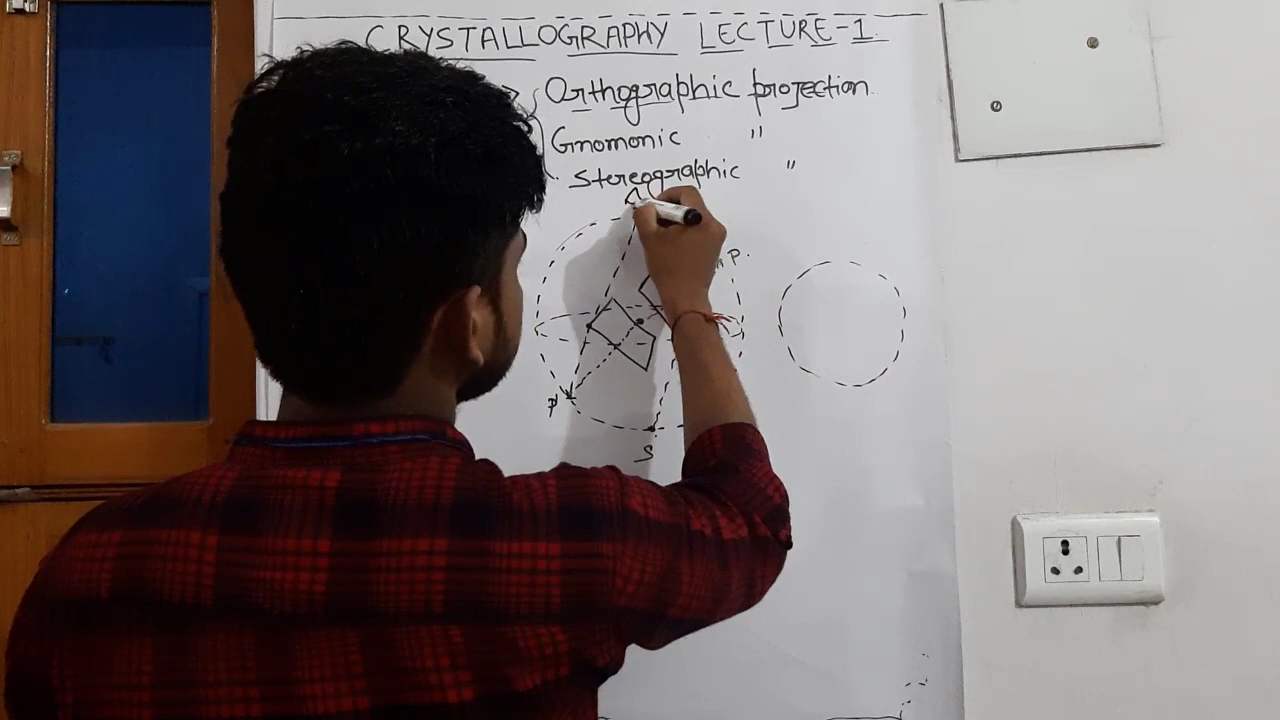 CRYSTALLOGRAPHY LECTURE-1.
Orthographic projection.
Gnomonic "
Stereographic "
P.
P'
S